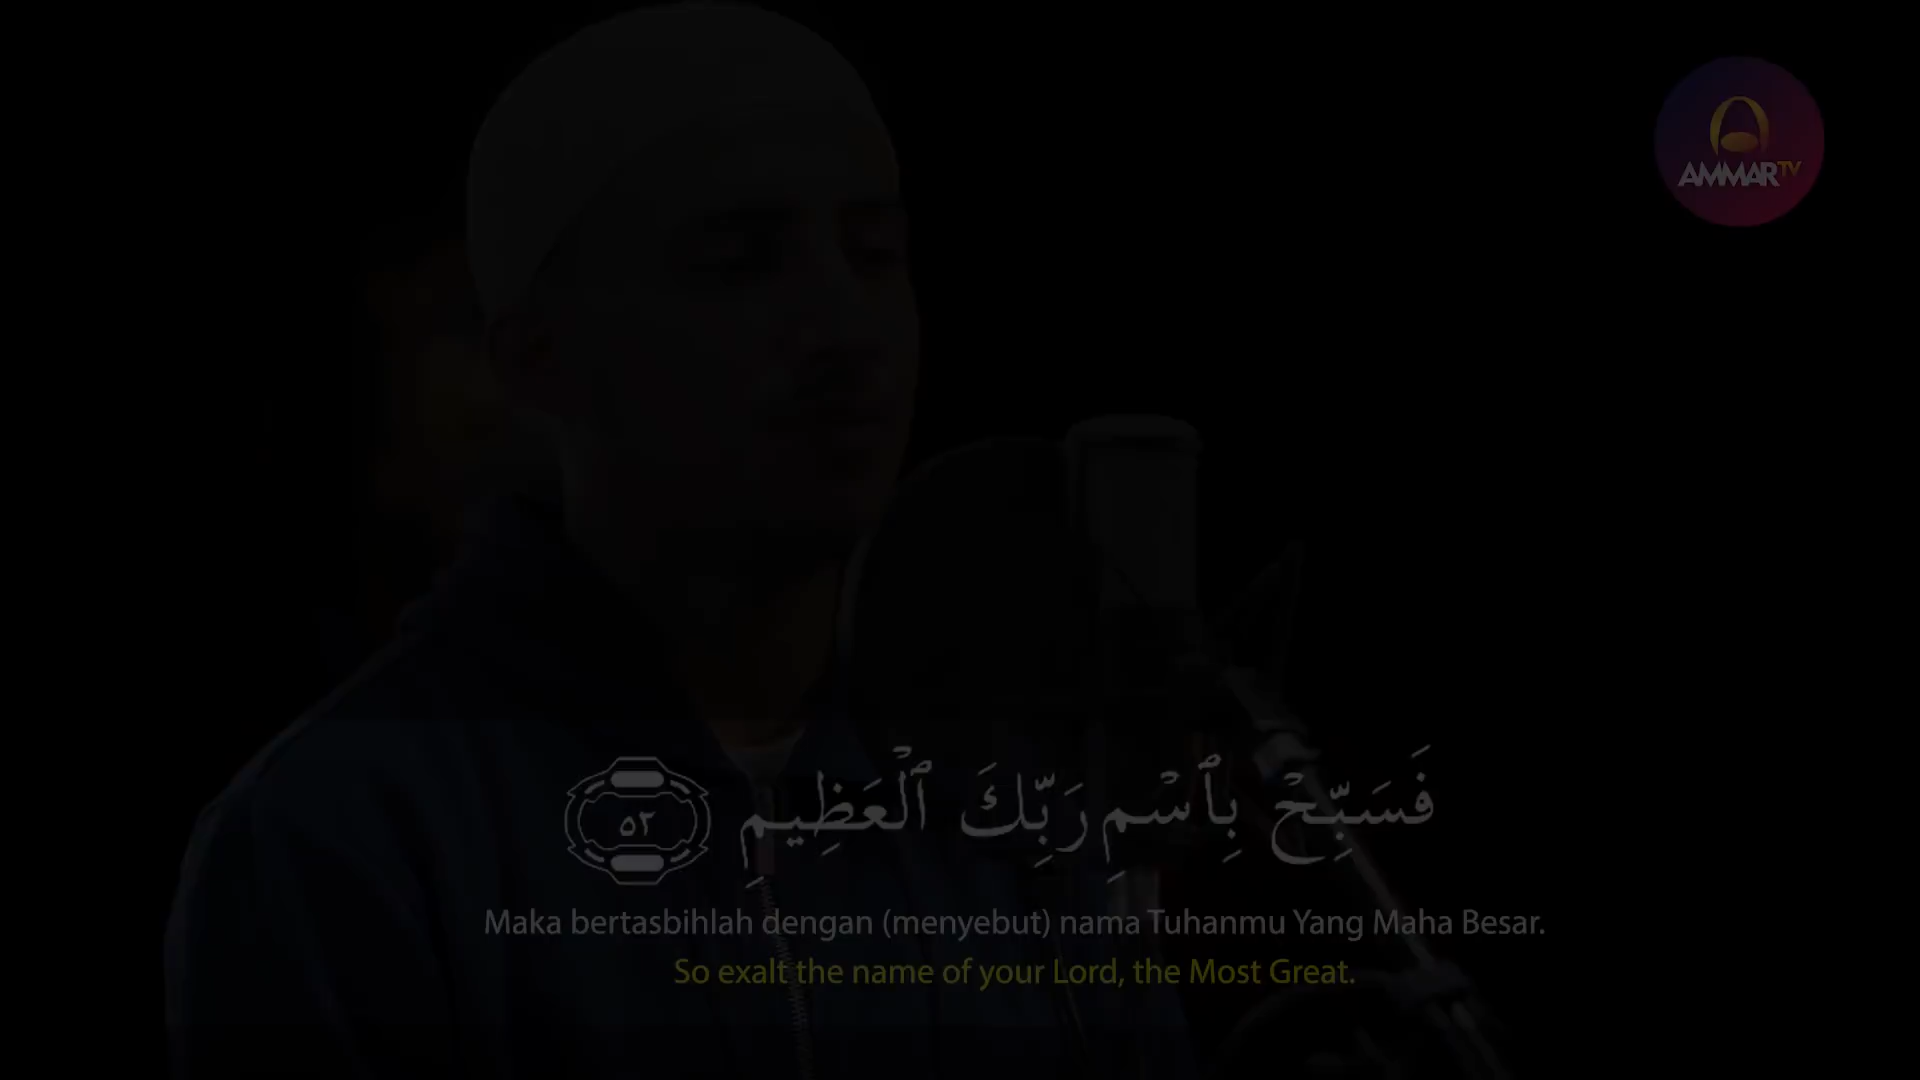 AMMARTV
فَسَبِّحْ بِٱسْمِ رَبِّكَ ٱلْعَظِيمِ ٥٢
Maka bertasbihlah dengan (menyebut) nama Tuhanmu Yang Maha Besar.
So exalt the name of your Lord, the Most Great.